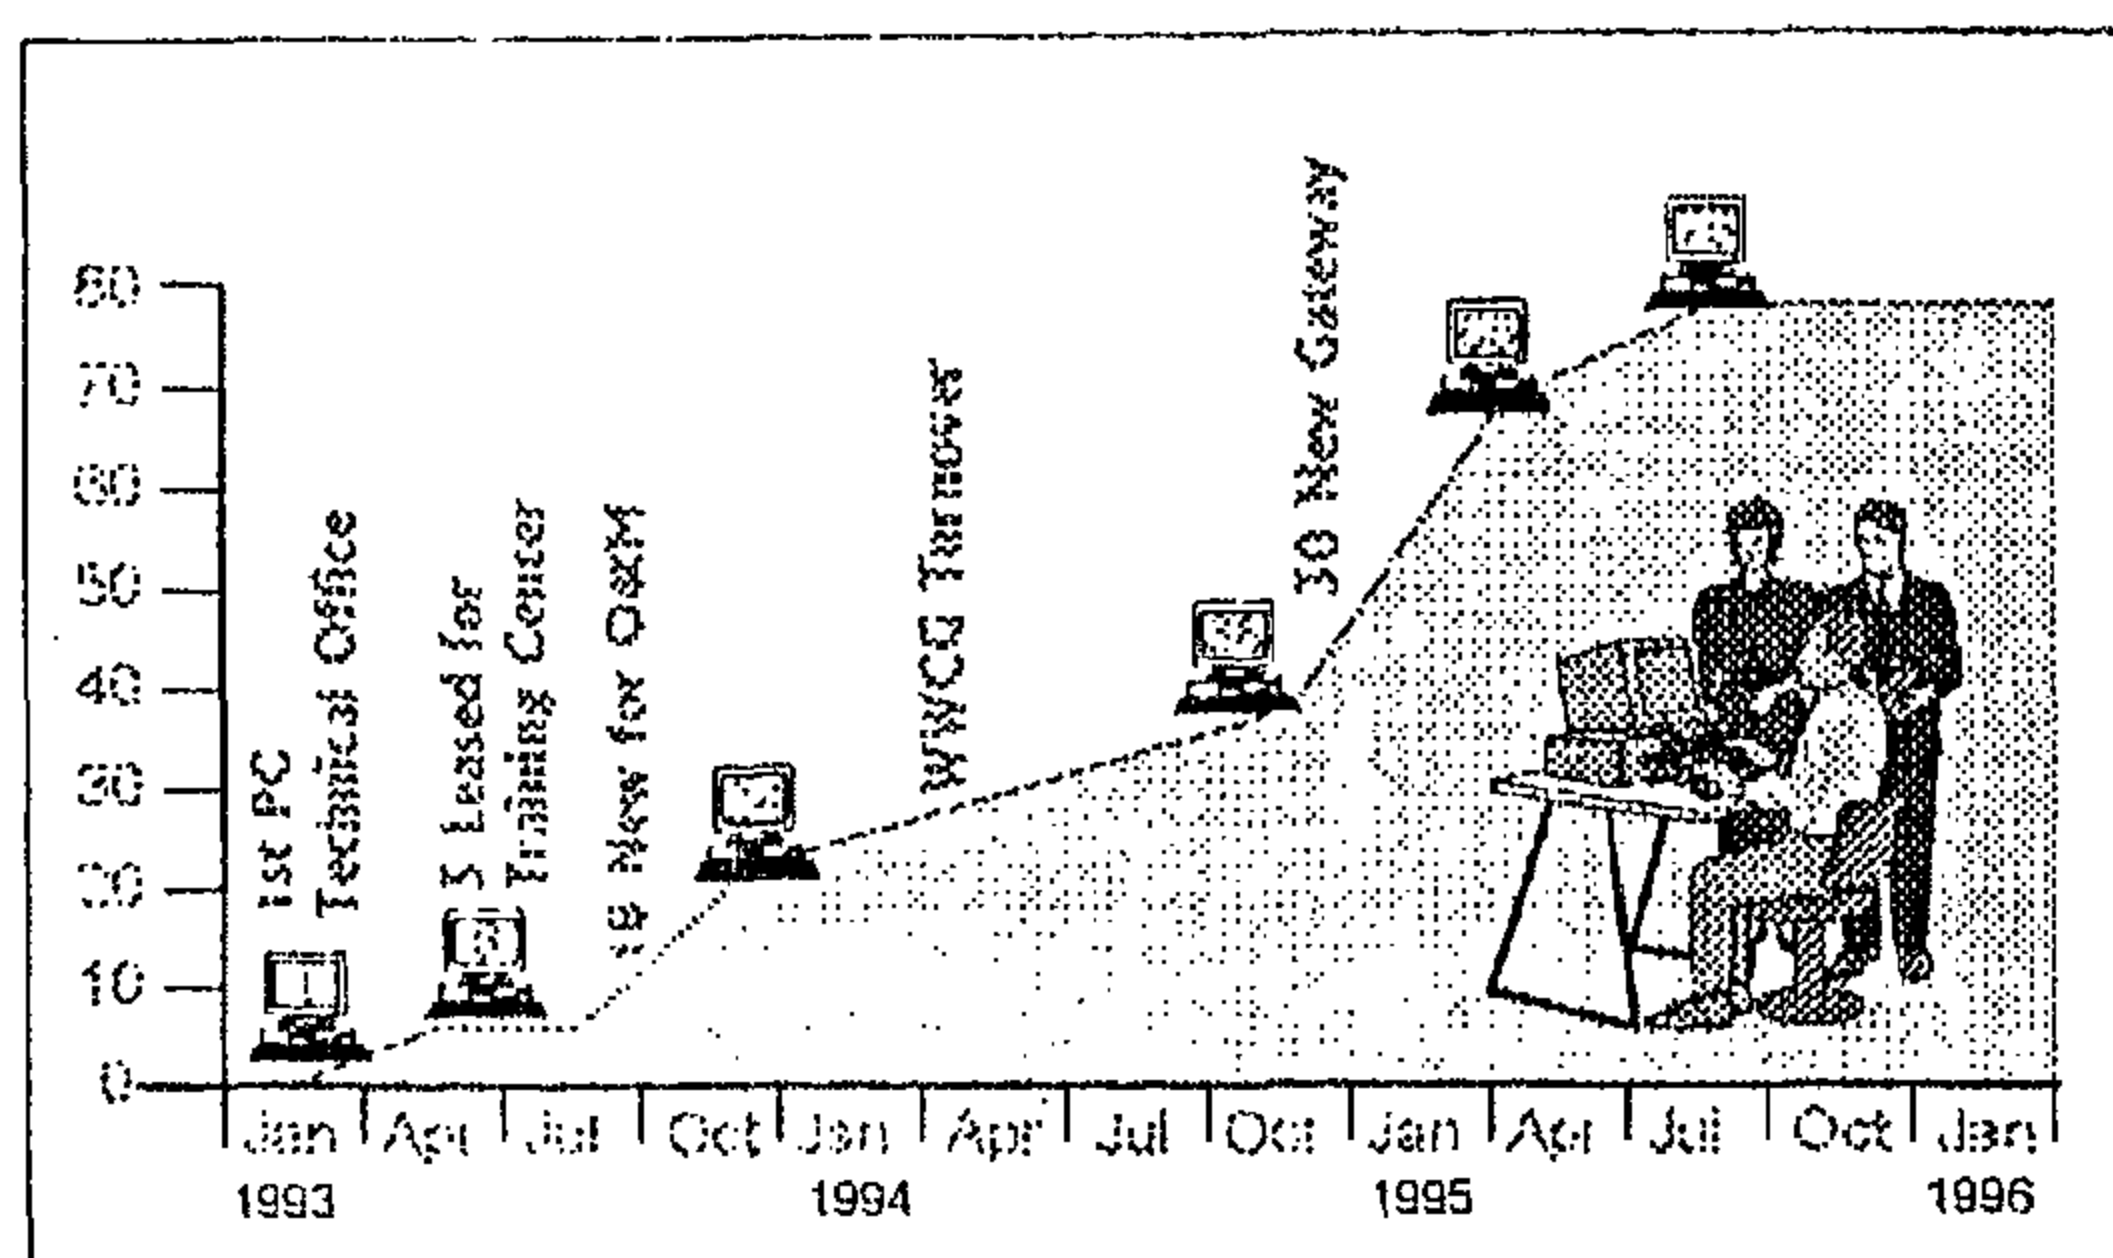 80
70
60
50
40
30
20
10
0
1st PC
Technical Office
5 Leased for
Training Center
18 New for O&M
WWCG Turnover
30 New Gateway
Jan Apr Jul Oct Jan Apr Jul Oct Jan Apr Jul Oct Jan
1993 1994 1995 1996